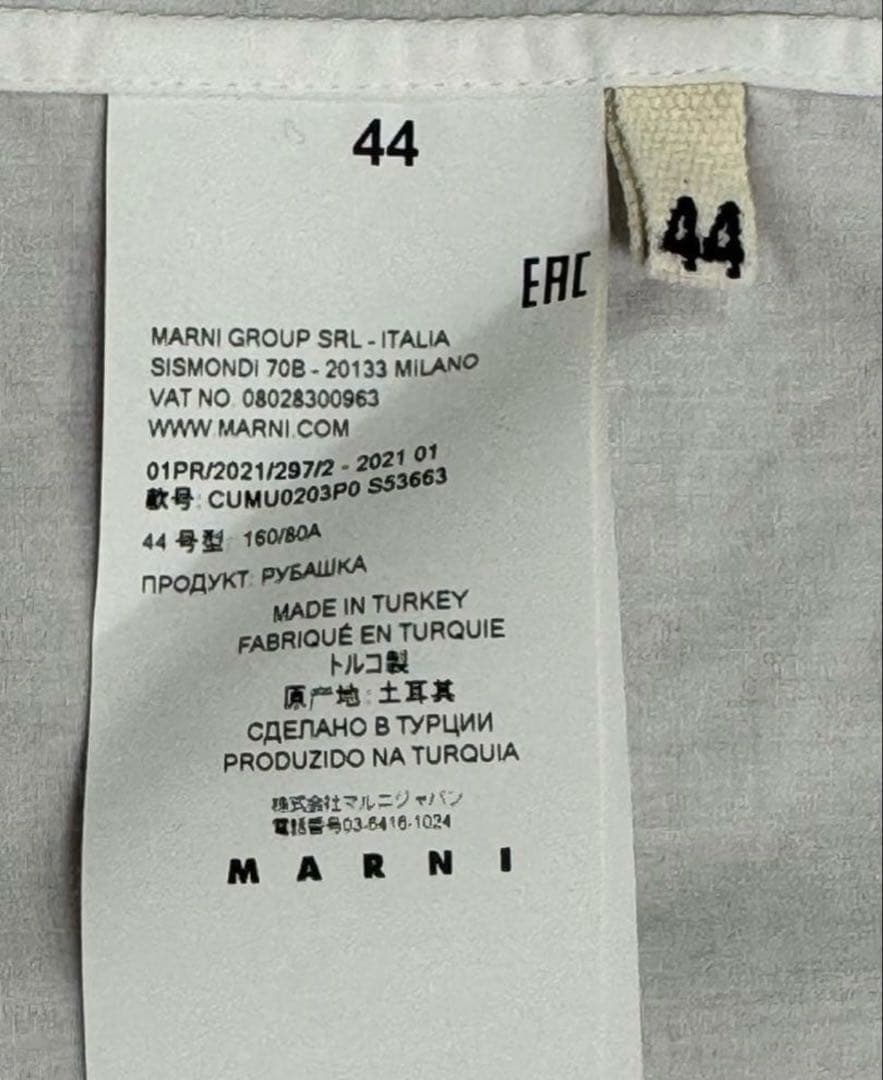 44
44
EAC
MARNI GROUP SRL - ITALIA
SISMONDI 70B - 20133 MILANO
VAT NO. 08028300963
WWW.MARNI.COM
01PR/2021/297/2 - 2021 01
款号: CUMU0203P0 S53663
44 号型: 160/80A
ПРОДУКТ: РУБАШКА
MADE IN TURKEY
FABRIQUÉ EN TURQUIE
トルコ製
原产地: 土耳其
СДЕЛАНО В ТУРЦИИ
PRODUZIDO NA TURQUIA
株式会社マルニジャパン
電話番号03-6416-1024
MARNI